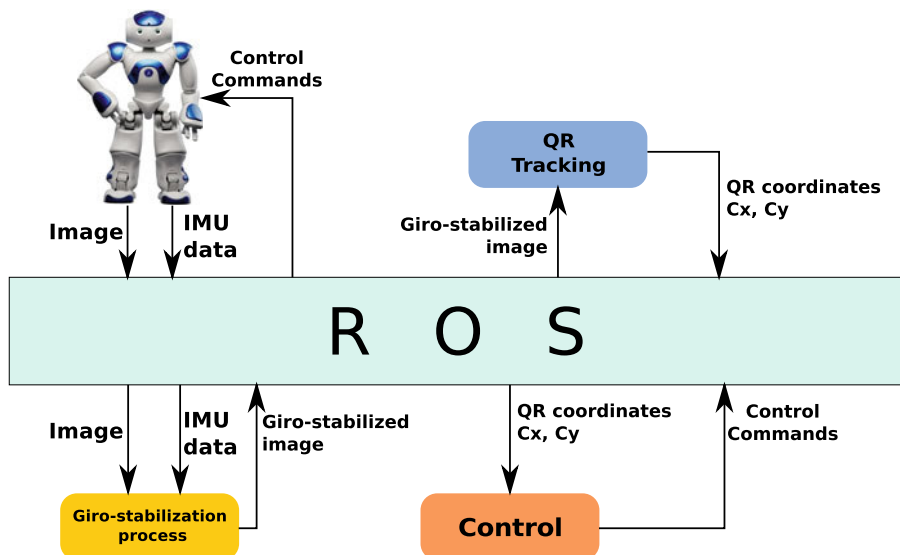 Control
Commands
QR
Tracking
QR coordinates
Cx, Cy
Image
IMU
data
Giro-stabilized
image
R O S
Image
IMU
data
Giro-stabilized
image
QR coordinates
Cx, Cy
Control
Commands
Giro-stabilization
process
Control